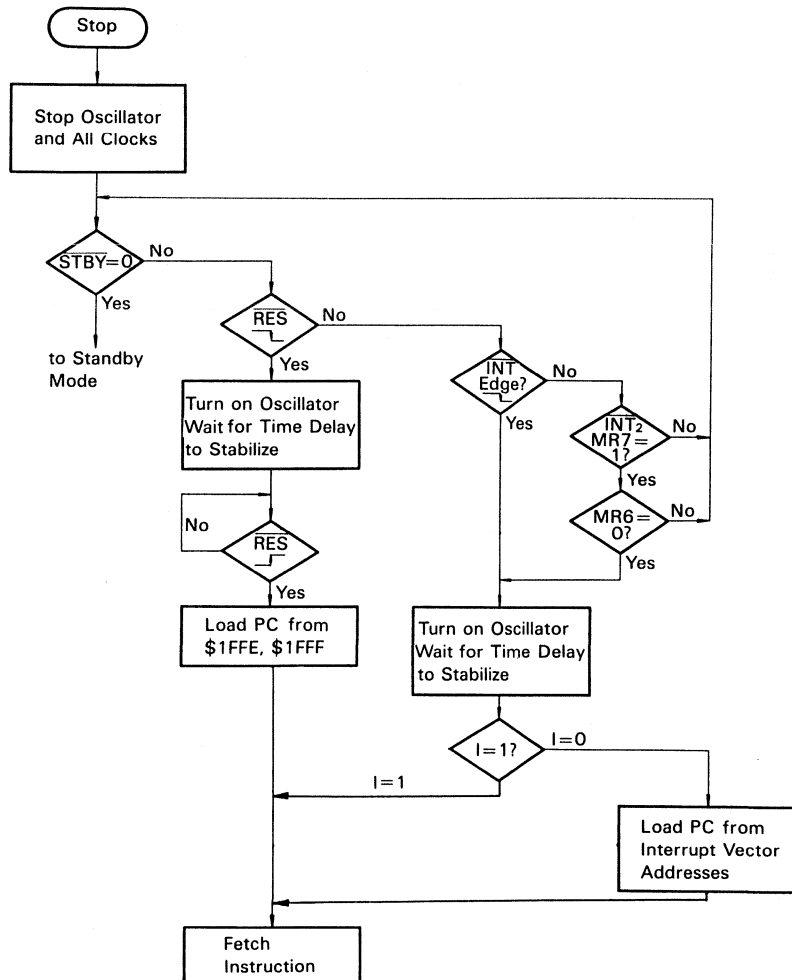 Stop
Stop Oscillator
and All Clocks
STBY=0
No
Yes
to Standby
Mode
RES
No
Yes
INT
Edge?
No
Yes
Turn on Oscillator
Wait for Time Delay
to Stabilize
INT2
MR7=
1?
No
Yes
MR6=
0?
No
Yes
No
RES
Yes
Load PC from
$1FFE, $1FFF
Turn on Oscillator
Wait for Time Delay
to Stabilize
I=1?
I=0
I=1
Load PC from
Interrupt Vector
Addresses
Fetch
Instruction